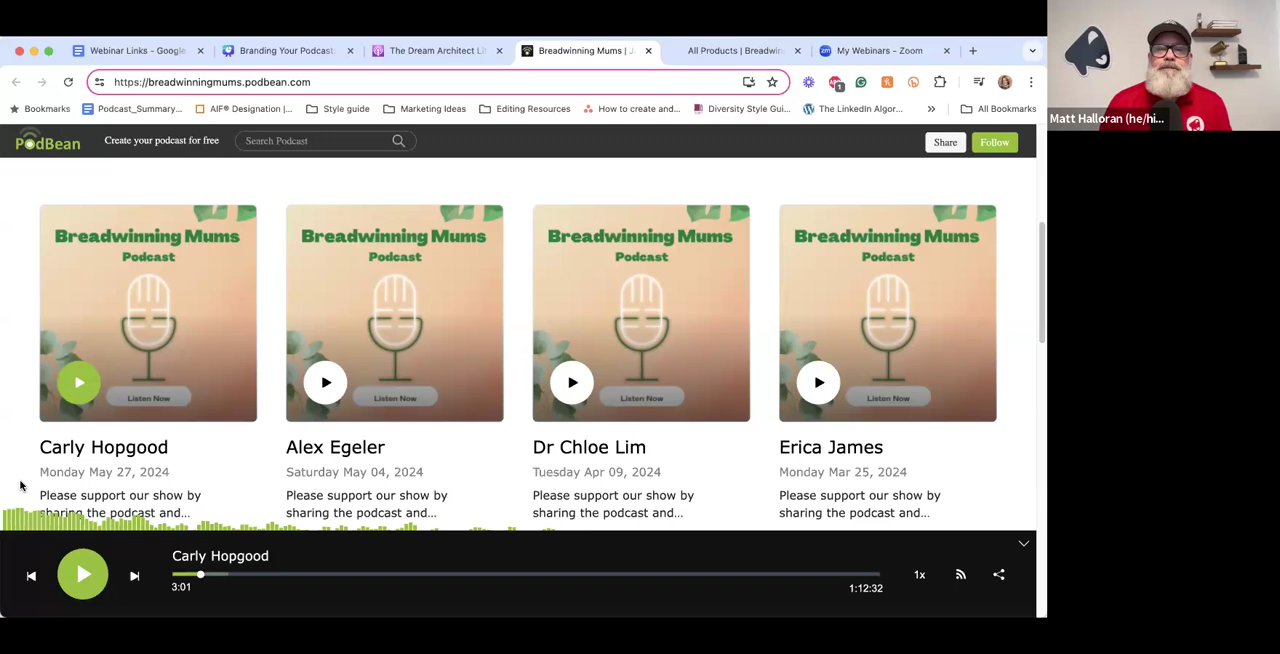 Webinar Links - Google
Branding Your Podcast:
The Dream Architect Lif
Breadwinning Mums | J
All Products | Breadwin
My Webinars - Zoom
https://breadwinningmums.podbean.com
1
Bookmarks
Podcast_Summary...
AIF® Designation |...
Style guide
Marketing Ideas
Editing Resources
How to create and...
Diversity Style Gui...
The LinkedIn Algor...
»
All Bookmarks
Matt Halloran (he/hi...
PodBean
Create your podcast for free
Search Podcast
Share
Follow
Breadwinning Mums
Podcast
Listen Now
Breadwinning Mums
Podcast
Listen Now
Breadwinning Mums
Podcast
Listen Now
Breadwinning Mums
Podcast
Listen Now
Carly Hopgood
Monday May 27, 2024
Please support our show by
sharing the podcast and...
Alex Egeler
Saturday May 04, 2024
Please support our show by
sharing the podcast and...
Dr Chloe Lim
Tuesday Apr 09, 2024
Please support our show by
sharing the podcast and...
Erica James
Monday Mar 25, 2024
Please support our show by
sharing the podcast and...
Carly Hopgood
3:01
1:12:32
1x